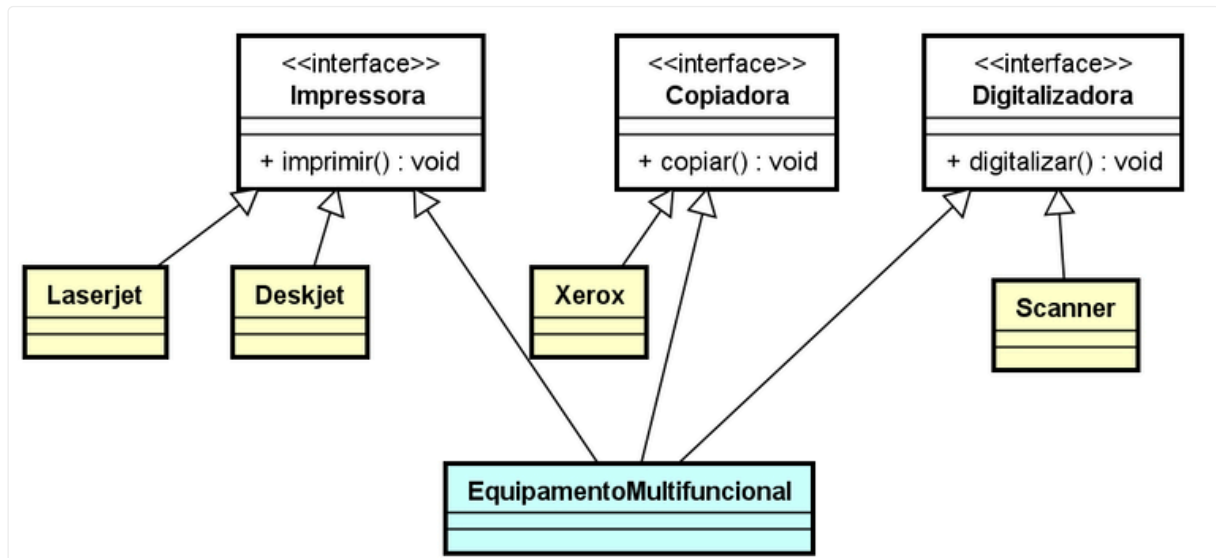 <<interface>>
Impressora
+ imprimir() : void
<<interface>>
Copiadora
+ copiar() : void
<<interface>>
Digitalizadora
+ digitalizar() : void
Laserjet
Deskjet
Xerox
Scanner
EquipamentoMultifuncional